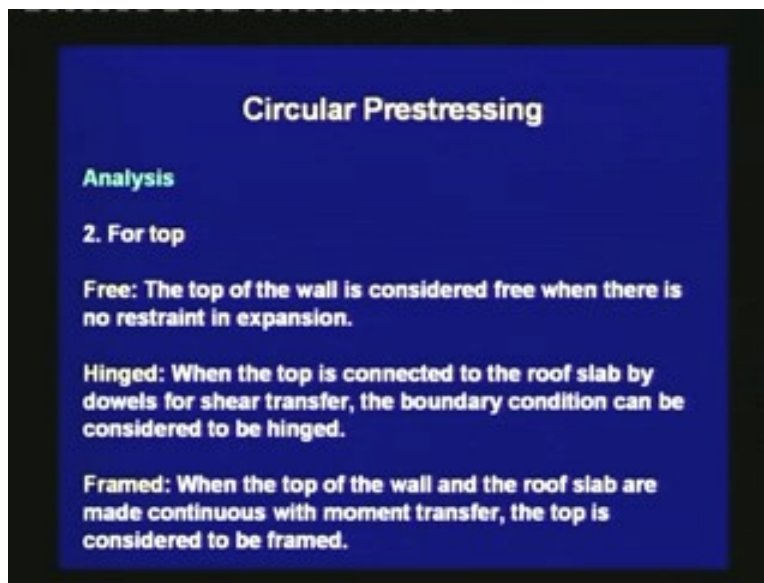 Circular Prestressing
Analysis
2. For top
Free: The top of the wall is considered free when there is
no restraint in expansion.
Hinged: When the top is connected to the roof slab by
dowels for shear transfer, the boundary condition can be
considered to be hinged.
Framed: When the top of the wall and the roof slab are
made continuous with moment transfer, the top is
considered to be framed.